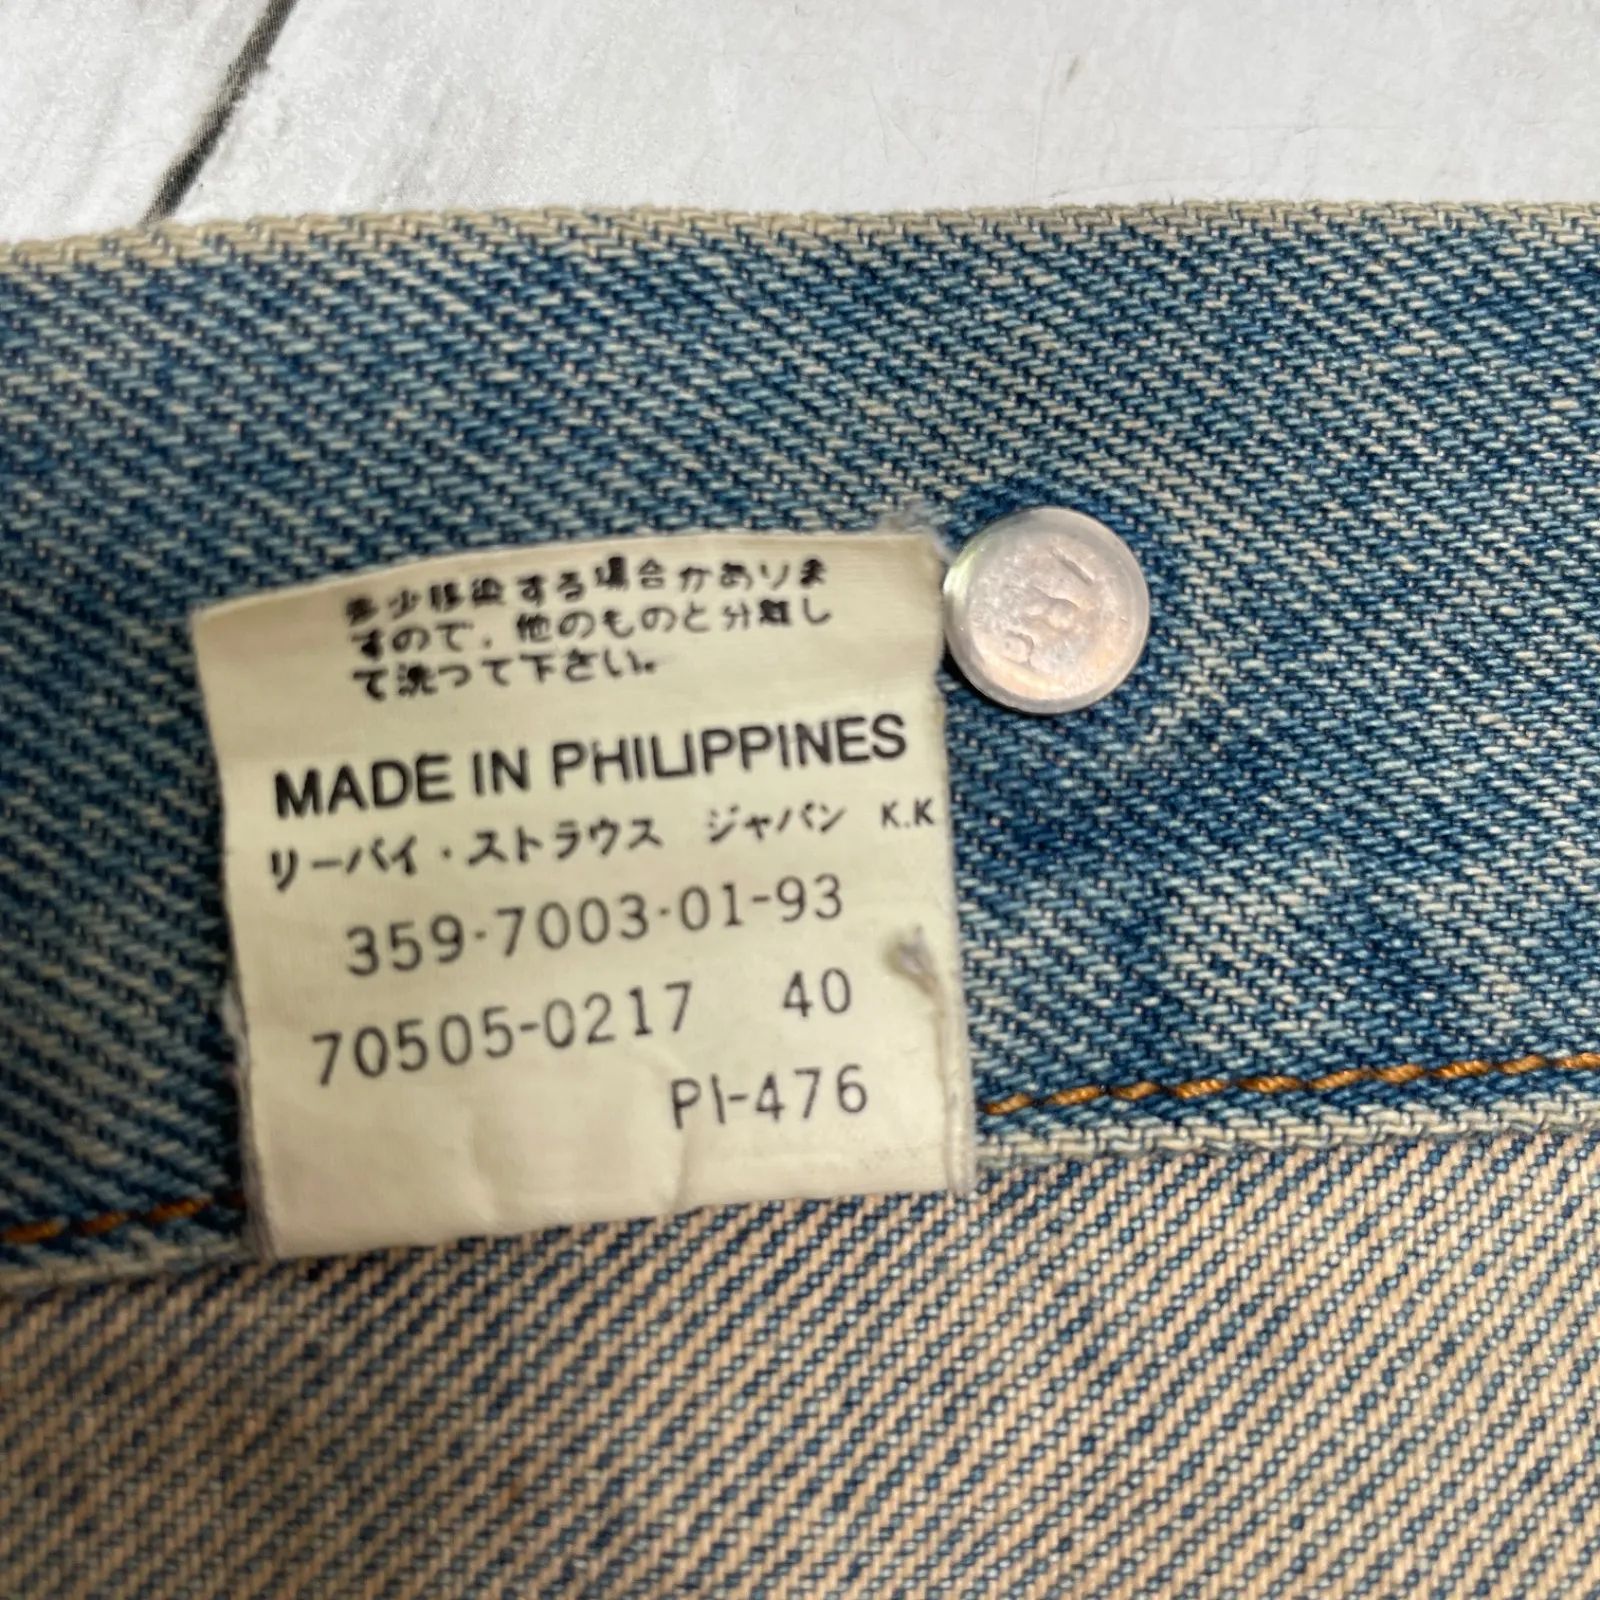 多少移染する場合がありま
すので、他のものと分離し
て洗って下さい。
MADE IN PHILIPPINES
リーバイ・ストラウス ジャパン K.K
359-7003-01-93
70505-0217 40
PI-476